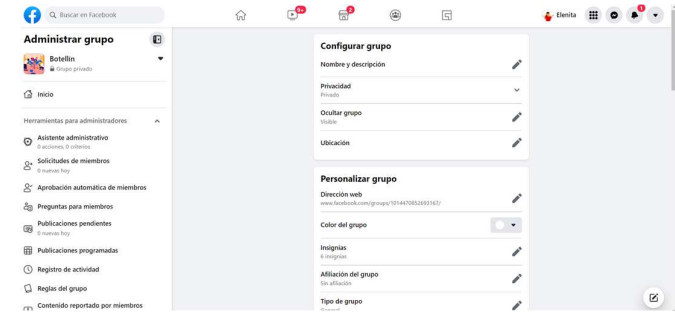 Buscar en Facebook
9+
2
Elenita
1
Administrar grupo
Botellin
Grupo privado
Inicio
Herramientas para administradores
Asistente administrativo
0 acciones, 0 criterios
Solicitudes de miembros
0 nuevas hoy
Aprobación automática de miembros
Preguntas para miembros
Publicaciones pendientes
0 nuevas hoy
Publicaciones programadas
Registro de actividad
Reglas del grupo
Contenido reportado por miembros
Configurar grupo
Nombre y descripción
Privacidad
Privado
Ocultar grupo
Visible
Ubicación
Personalizar grupo
Dirección web
www.facebook.com/groups/1014470852603167/
Color del grupo
Insignias
6 insignias
Afiliación del grupo
Sin afiliación
Tipo de grupo
General